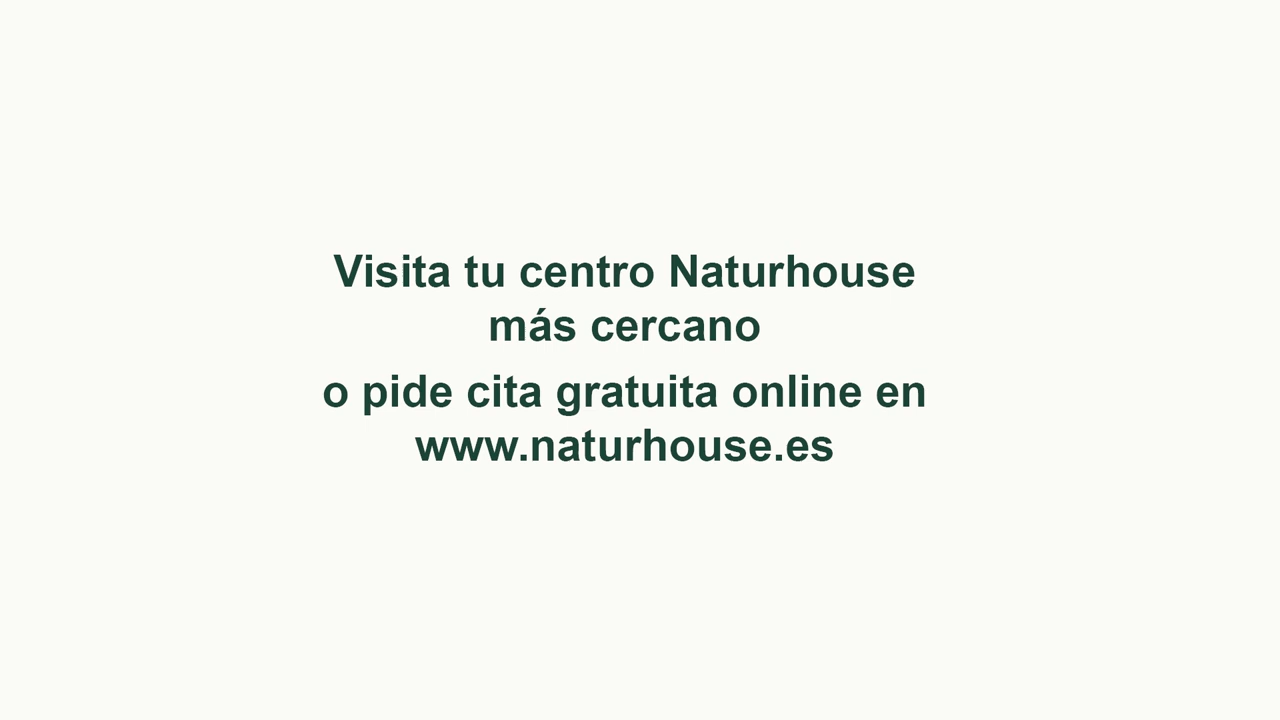 Visita tu centro Naturhouse
más cercano
o pide cita gratuita online en
www.naturhouse.es